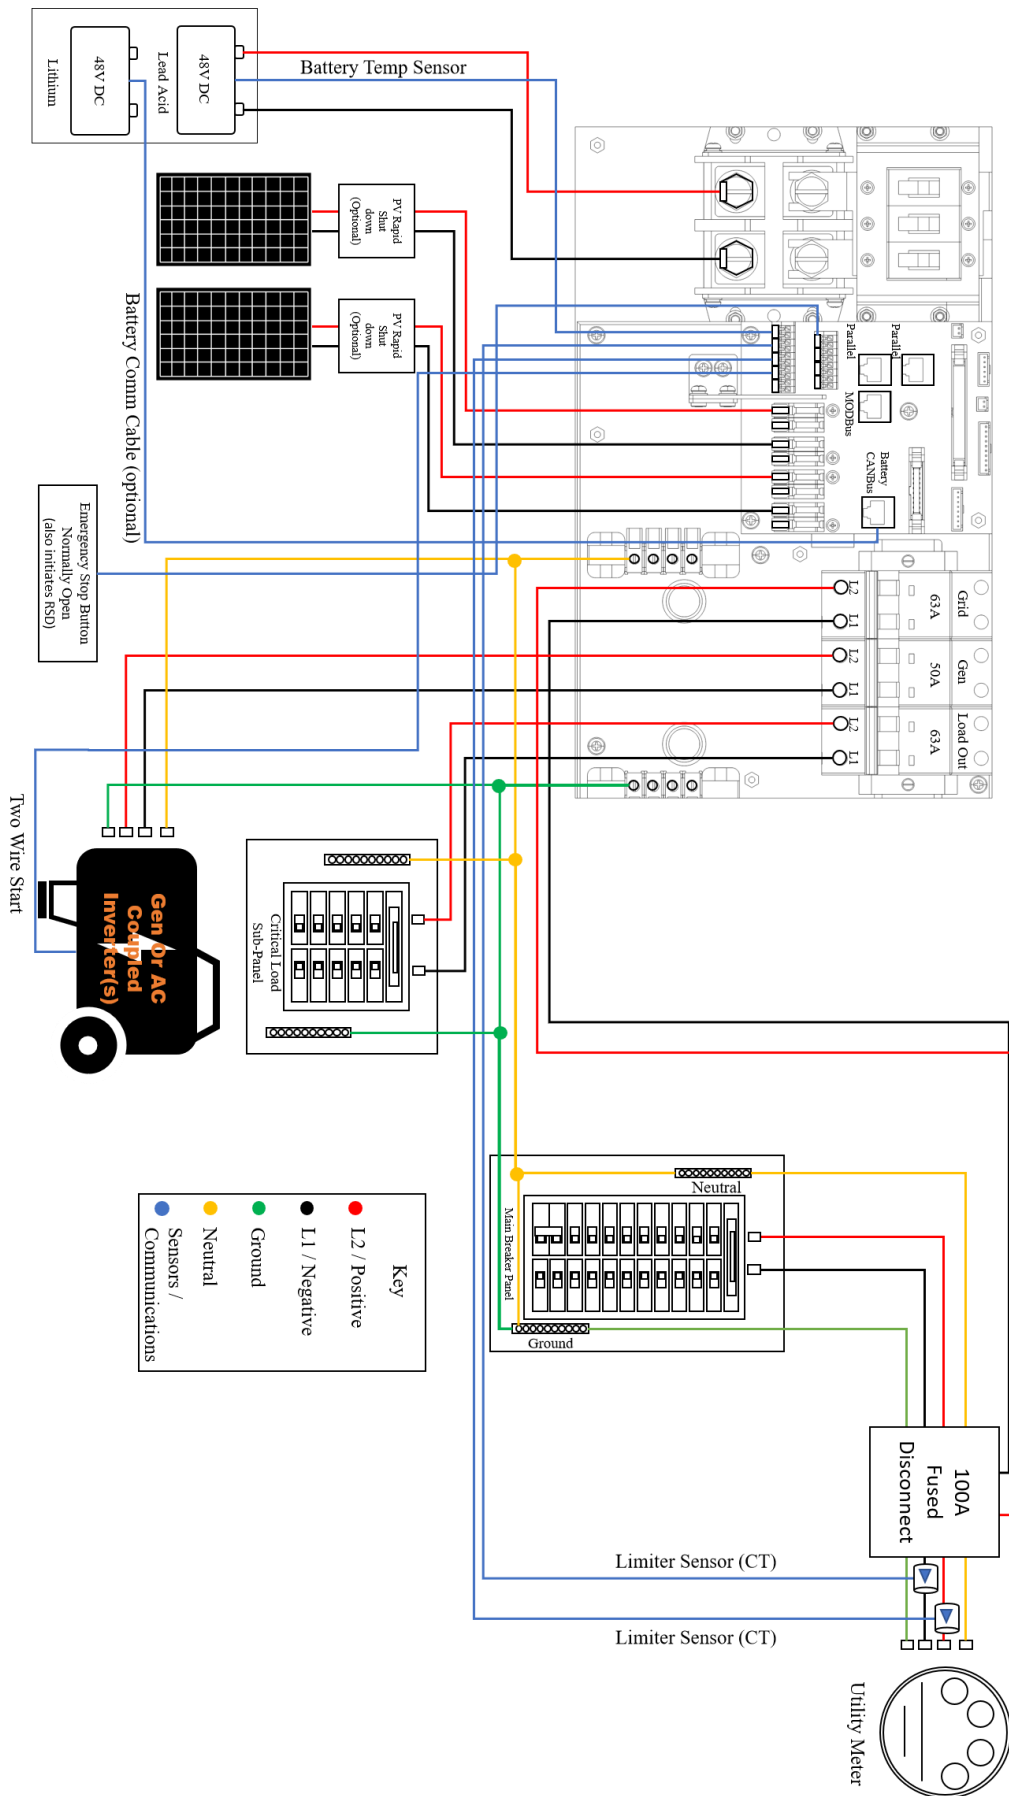 48V DC
Lithium
48V DC
Lead Acid
Battery Temp Sensor
PV Rapid
Shut
down
(Optional)
PV Rapid
Shut
down
(Optional)
Battery Comm Cable (optional)
Emergency Stop Button
Normally Open
(also initiates RSD)
Parallel
Parallel
MODBus
Battery
CANBus
Grid
63A
L2
L1
Gen
50A
L2
L1
Load Out
63A
L2
L1
Two Wire Start
Gen Or AC
Coupled
Inverter(s)
Critical Load
Sub-Panel
Neutral
Main Breaker Panel
Ground
Key
L2 / Positive
L1 / Negative
Ground
Neutral
Sensors /
Communications
100A
Fused
Disconnect
Limiter Sensor (CT)
Limiter Sensor (CT)
Utility Meter